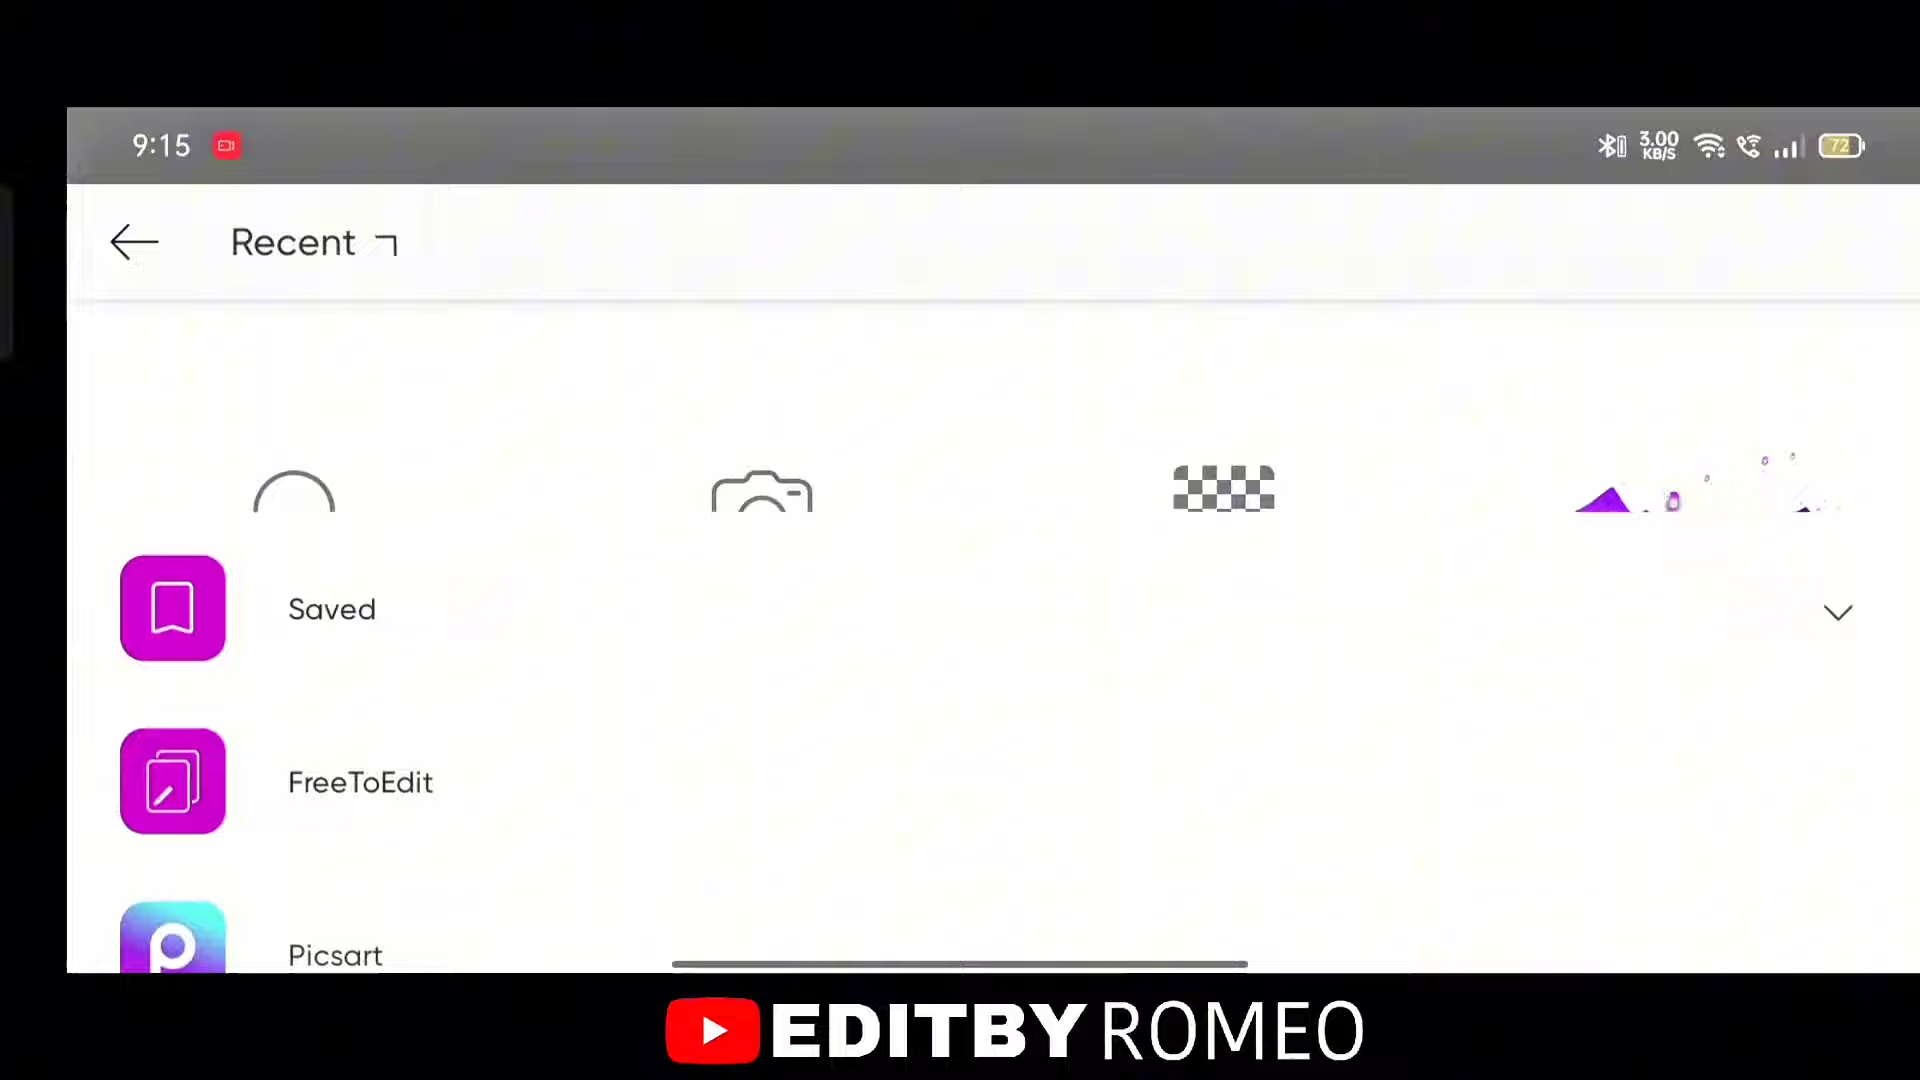 9:15
3.00
KB/S
72
Recent
Saved
FreeToEdit
Picsart
EDITBY ROMEO